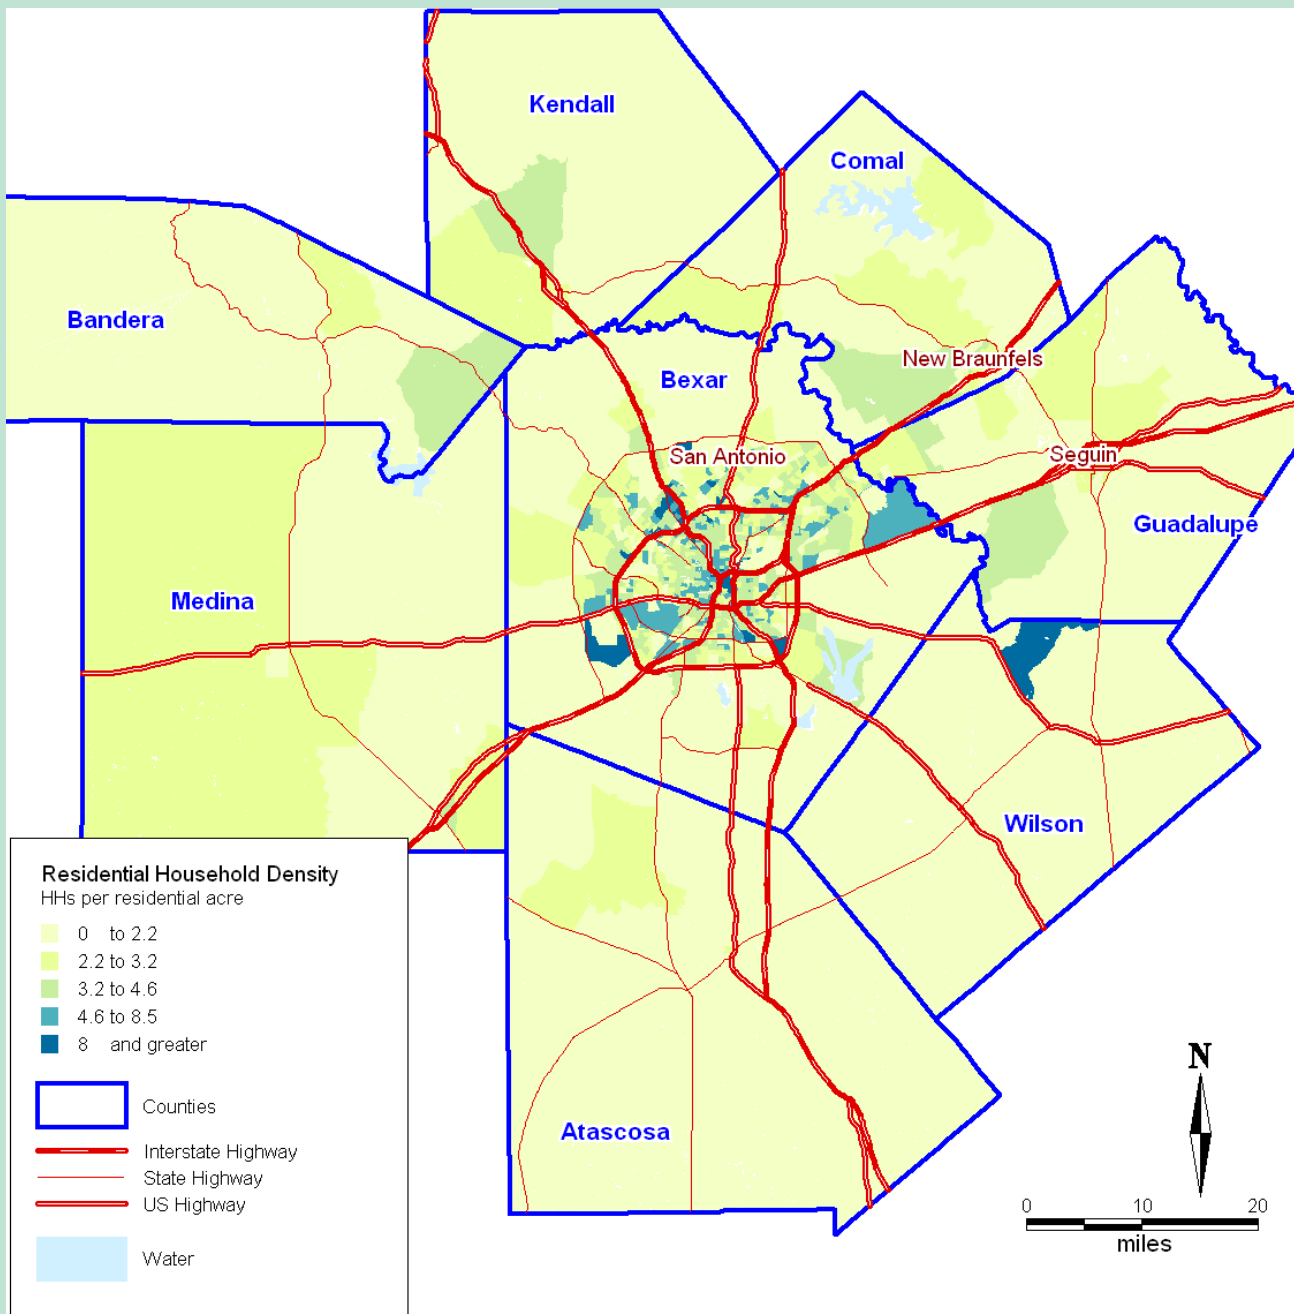 Kendall
Comal
Bandera
Bexar
New Braunfels
San Antonio
Seguin
Guadalupe
Medina
Wilson
Atascosa
Residential Household Density
HHs per residential acre
0 to 2.2
2.2 to 3.2
3.2 to 4.6
4.6 to 8.5
8 and greater
Counties
Interstate Highway
State Highway
US Highway
Water
N
0 10 20
miles